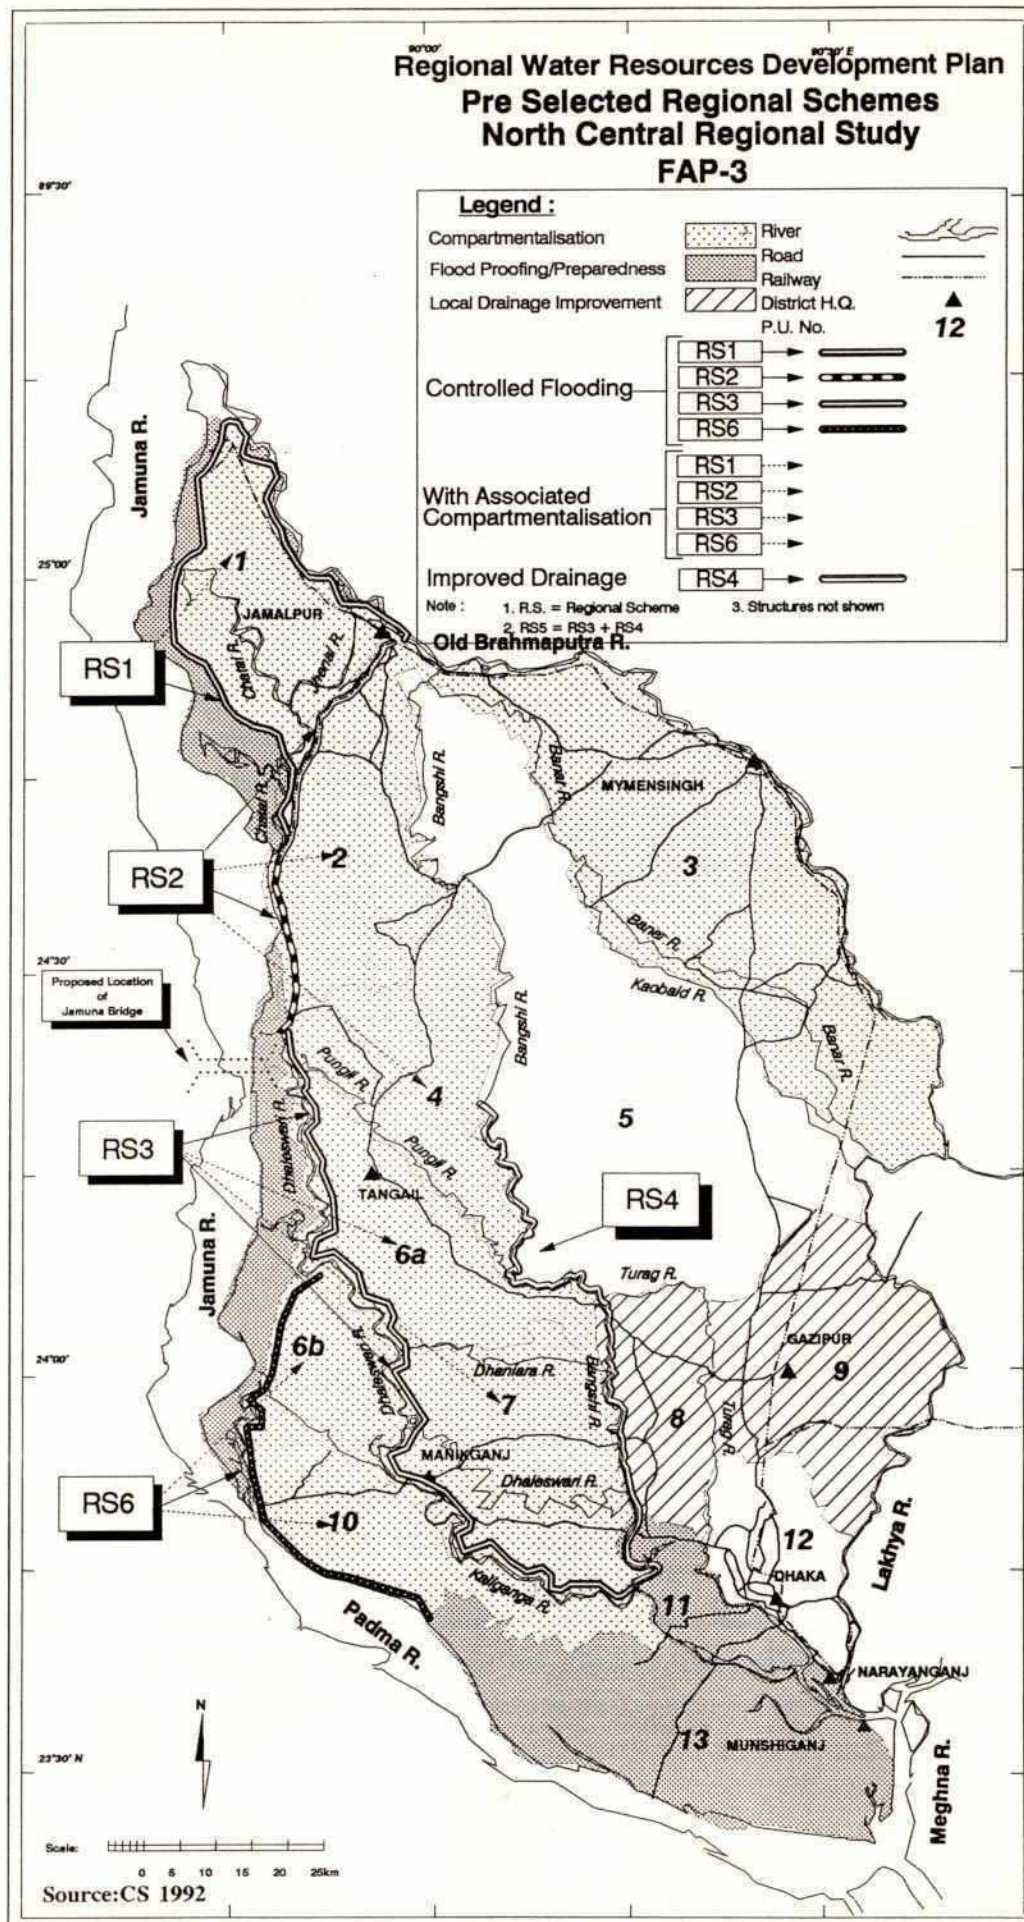 90°00'
90°30' E
Regional Water Resources Development Plan
Pre Selected Regional Schemes
North Central Regional Study
FAP-3
89°30'
Legend :
Compartmentalisation
River
Flood Proofing/Preparedness
Road
Railway
Local Drainage Improvement
District H.Q.
P.U. No.
12
Controlled Flooding
RS1
RS2
RS3
RS6
With Associated
Compartmentalisation
RS1
RS2
RS3
RS6
Improved Drainage
RS4
Note :
1. R.S. = Regional Scheme
3. Structures not shown
2. RS5 = RS3 + RS4
Jamuna R.
25°00'
1
JAMALPUR
Old Brahmaputra R.
RS1
Chatal R.
Jhenai R.
Bangshi R.
Banar R.
MYMENSINGH
Chatal R.
2
3
RS2
Banar R.
24°30'
Proposed Location
of
Jamuna Bridge
Kaobaid R.
Bangshi R.
Banar R.
Pungli R.
4
5
Dhaleswari R.
RS3
Pungli R.
TANGAIL
RS4
Jamuna R.
6a
Turag R.
6b
GAZIPUR
24°00'
Dhaleswari R.
Dhantara R.
Bangshi R.
9
7
8
Turag R.
MANIKGANJ
Dhaleswari R.
RS6
10
12
Lakhya R.
DHAKA
Kaliganga R.
11
Padma R.
NARAYANGANJ
N
13
MUNSHIGANJ
23°30' N
Meghna R.
Scale:
0 5 10 15 20 25km
Source:CS 1992